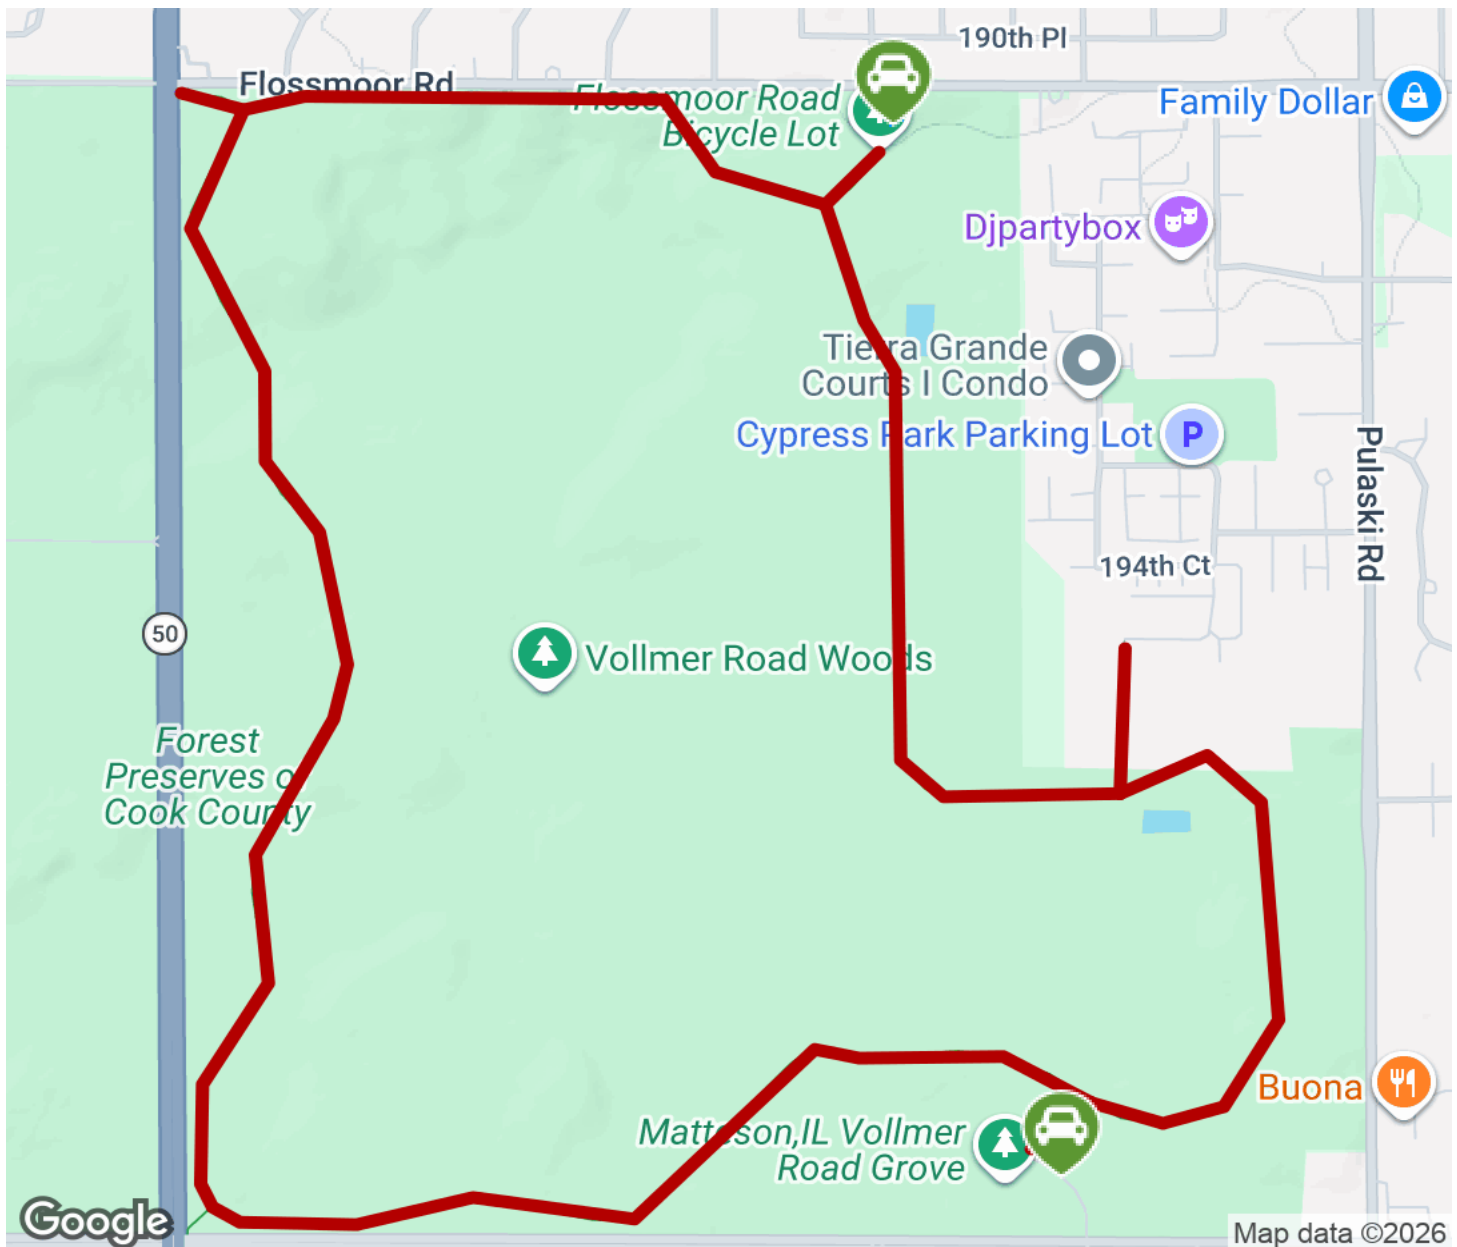 190th Pl
Flossmoor Rd
Flossmoor Road
Bicycle Lot
Family Dollar
Djpartybox
Tierra Grande
Courts I Condo
Cypress Park Parking Lot
P
Pulaski Rd
194th Ct
50
Vollmer Road Woods
Forest
Preserves o
Cook County
Buona
Matteson,IL Vollmer
Road Grove
Google
Map data ©2026